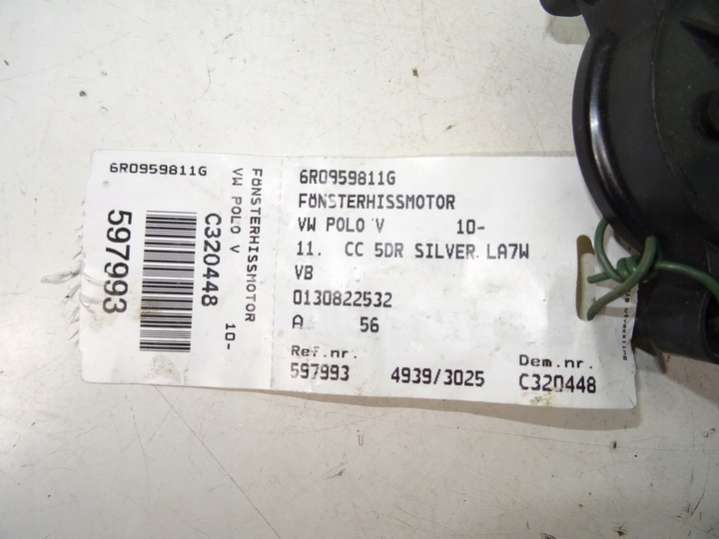 6R0959811G
FÖNSTERHISSMOTOR
VW POLO V 10-
C320448
597993
6R0959811G
FÖNSTERHISSMOTOR
VW POLO V 10-
11. CC 5DR SILVER LA7W
VB
0130822532
A 56
Ref.nr. Dem.nr.
597993 4939/3025 C320448